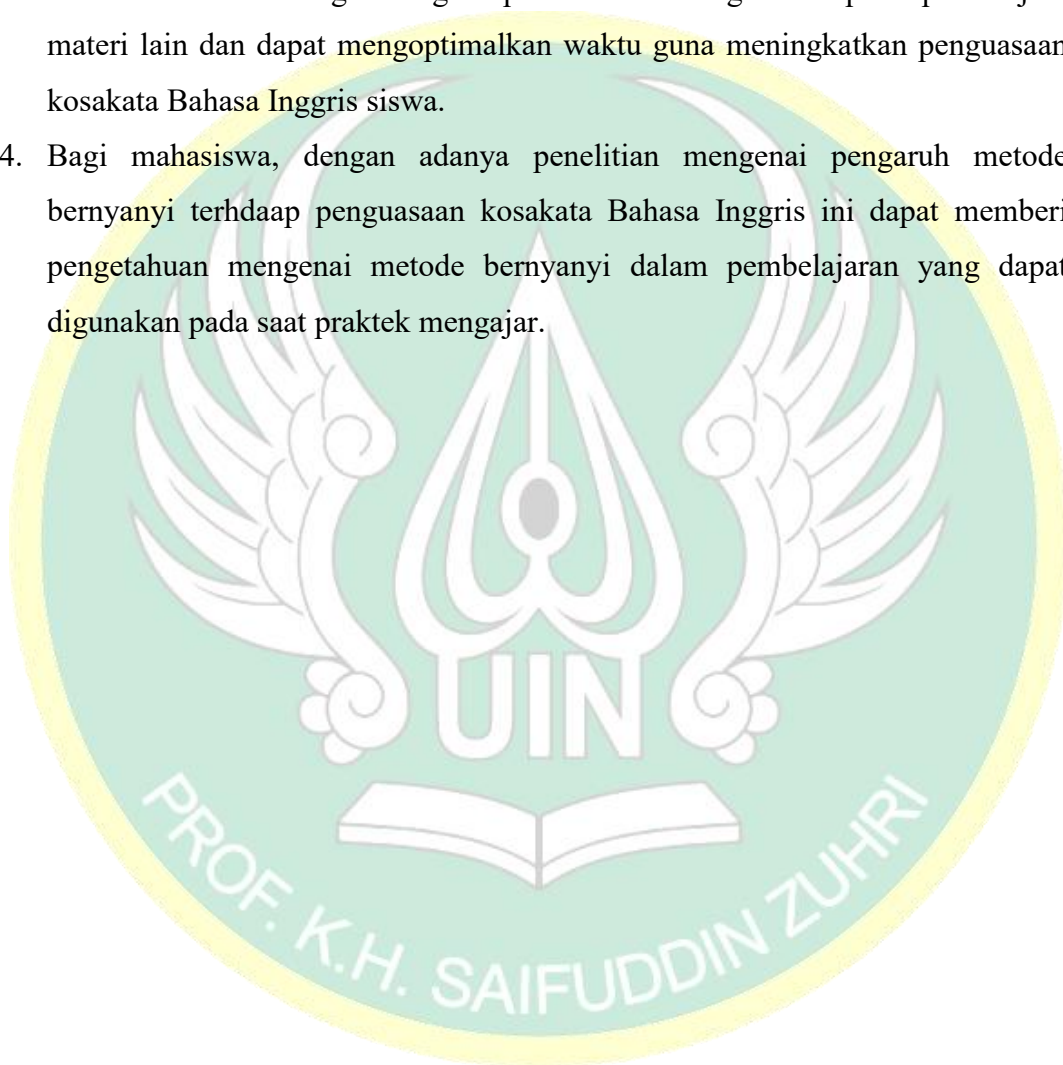 materi lain dan dapat mengoptimalkan waktu guna meningkatkan penguasaan
kosakata Bahasa Inggris siswa.
4. Bagi mahasiswa, dengan adanya penelitian mengenai pengaruh metode
bernyanyi terhdaap penguasaan kosakata Bahasa Inggris ini dapat memberi
pengetahuan mengenai metode bernyanyi dalam pembelajaran yang dapat
digunakan pada saat praktek mengajar.
UIN
PROF. K.H. SAIFUDDIN ZUHRI